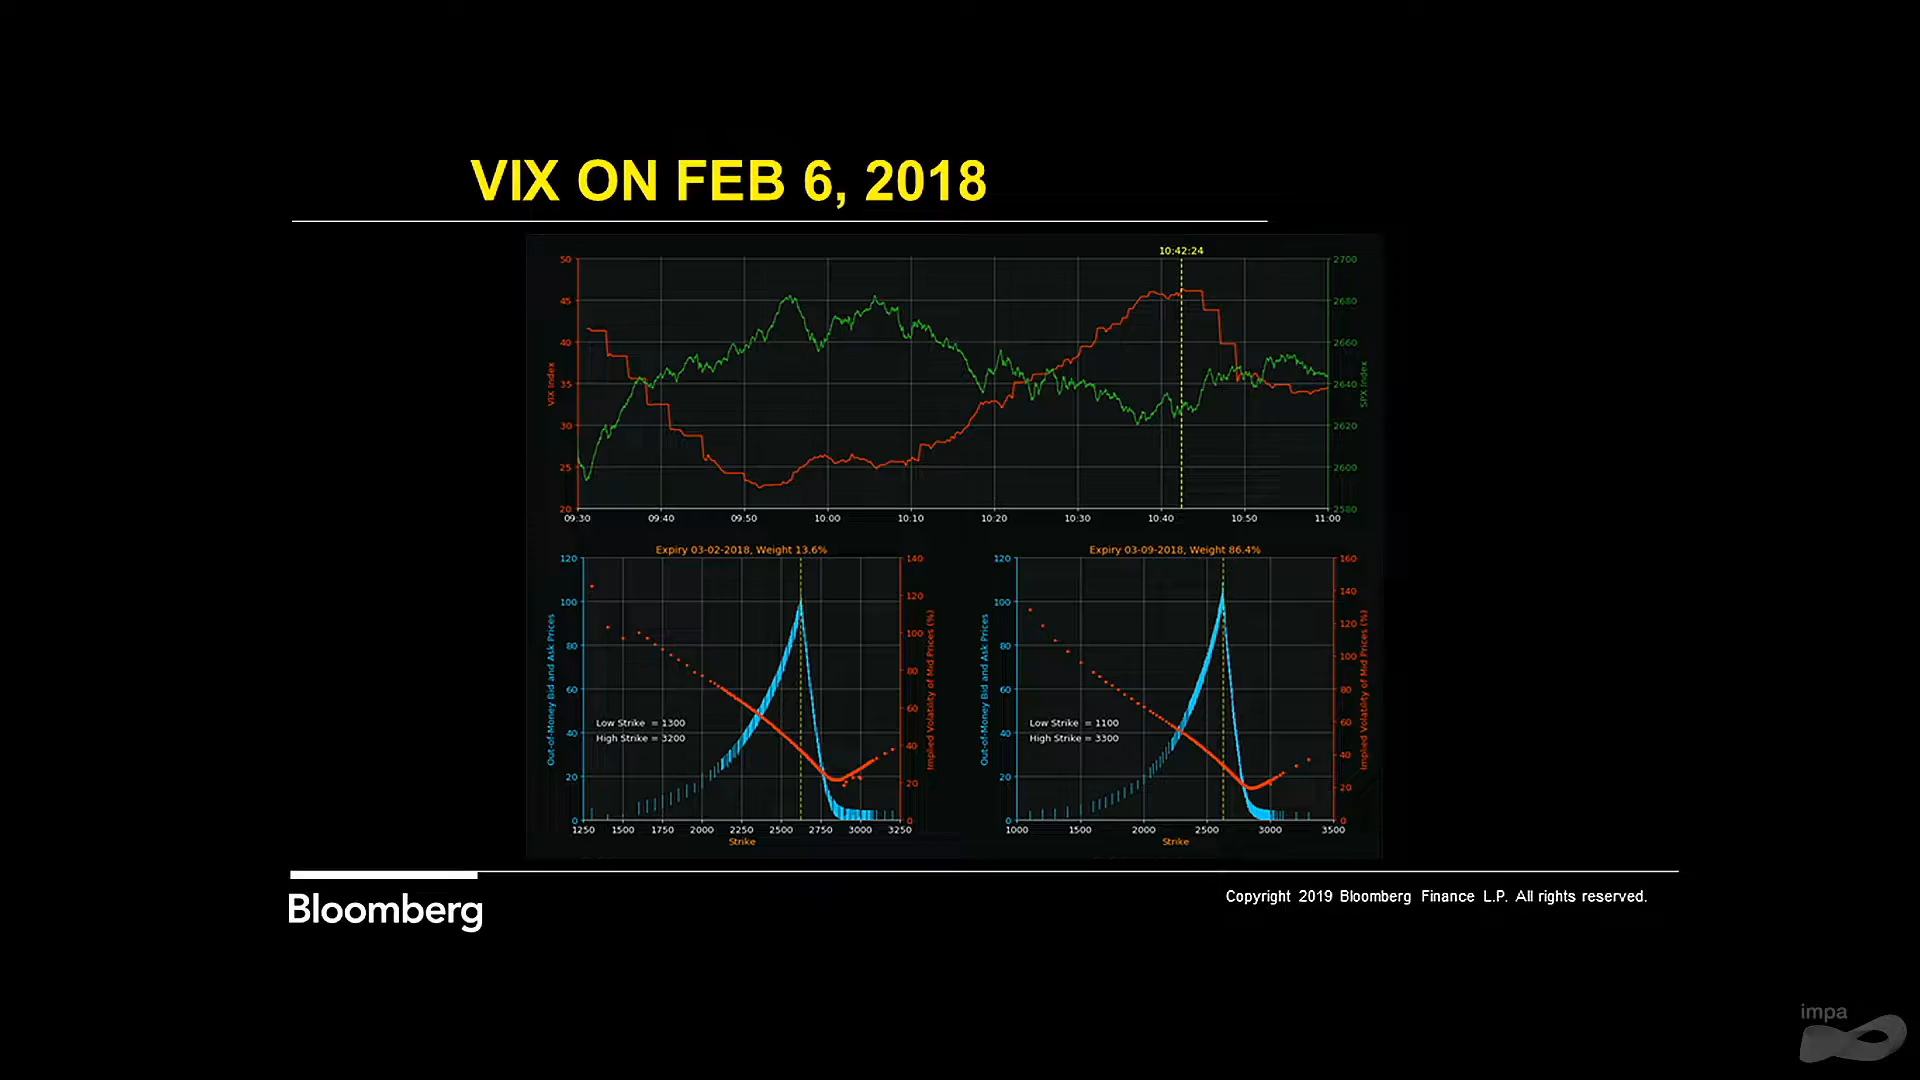 VIX ON FEB 6, 2018
10:42:24
50
45
40
35
30
25
20
VIX Index
2700
2680
2660
2640
2620
2600
2580
SPX Index
09:30 09:40 09:50 10:00 10:10 10:20 10:30 10:40 10:50 11:00
Expiry 03-02-2018, Weight 13.6%
120
100
80
60
40
20
0
Out-of-Money Bid and Ask Prices
140
120
100
80
60
40
20
0
Implied Volatility of Mid Prices (%)
Low Strike = 1300
High Strike = 3200
1250 1500 1750 2000 2250 2500 2750 3000 3250
Strike
Expiry 03-09-2018, Weight 86.4%
120
100
80
60
40
20
0
Out-of-Money Bid and Ask Prices
160
140
120
100
80
60
40
20
0
Implied Volatility of Mid Prices (%)
Low Strike = 1100
High Strike = 3300
1000 1500 2000 2500 3000 3500
Strike
Bloomberg
Copyright 2019 Bloomberg Finance L.P. All rights reserved.
impa